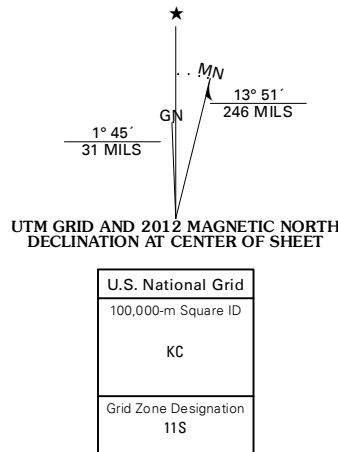 MN
GN
13° 51´
246 MILS
1° 45´
31 MILS
UTM GRID AND 2012 MAGNETIC NORTH
DECLINATION AT CENTER OF SHEET
U.S. National Grid
100,000-m Square ID
KC
Grid Zone Designation
11S